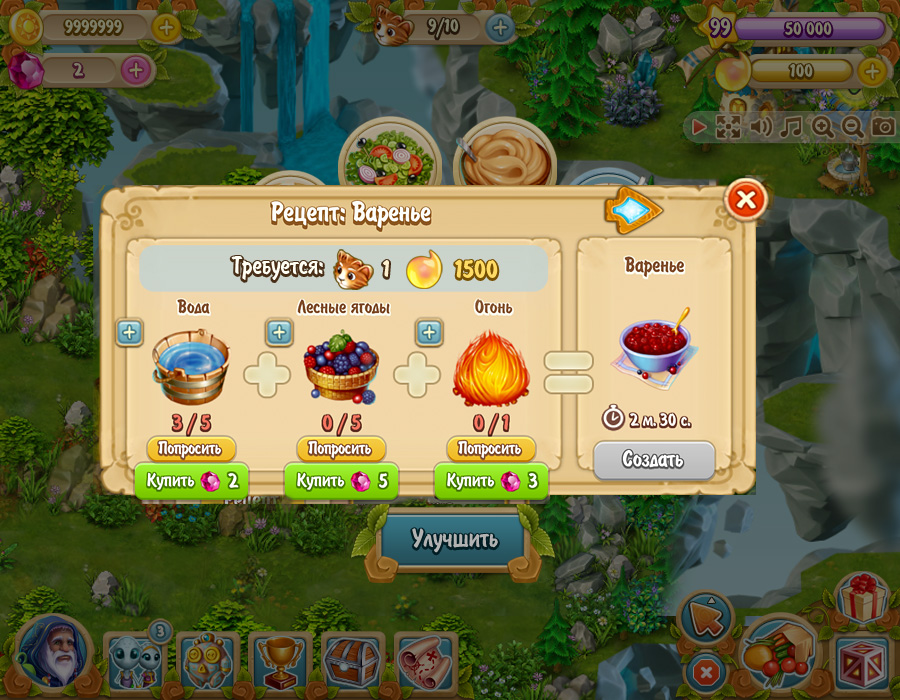 9999999
9/10
99
50 000
2
100
Рецепт: Варенье
Требуется: 1 1500
Варенье
Вода
Лесные ягоды
Огонь
3/5
0/5
0/1
2 м. 30 с.
Попросить
Попросить
Попросить
Создать
Купить 2
Купить 5
Купить 3
Улучшить
3